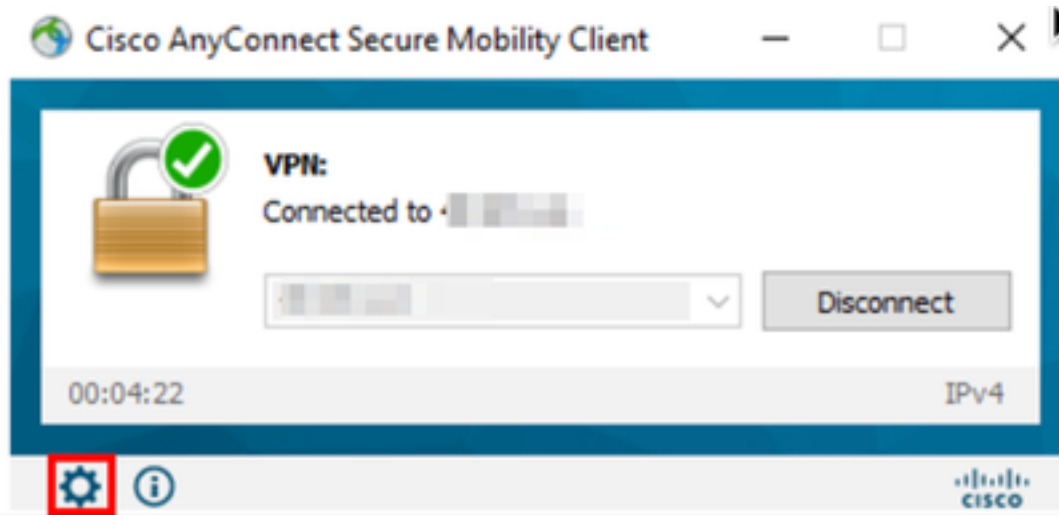 Cisco AnyConnect Secure Mobility Client
VPN:
Connected to
Disconnect
00:04:22
IPv4
CISCO